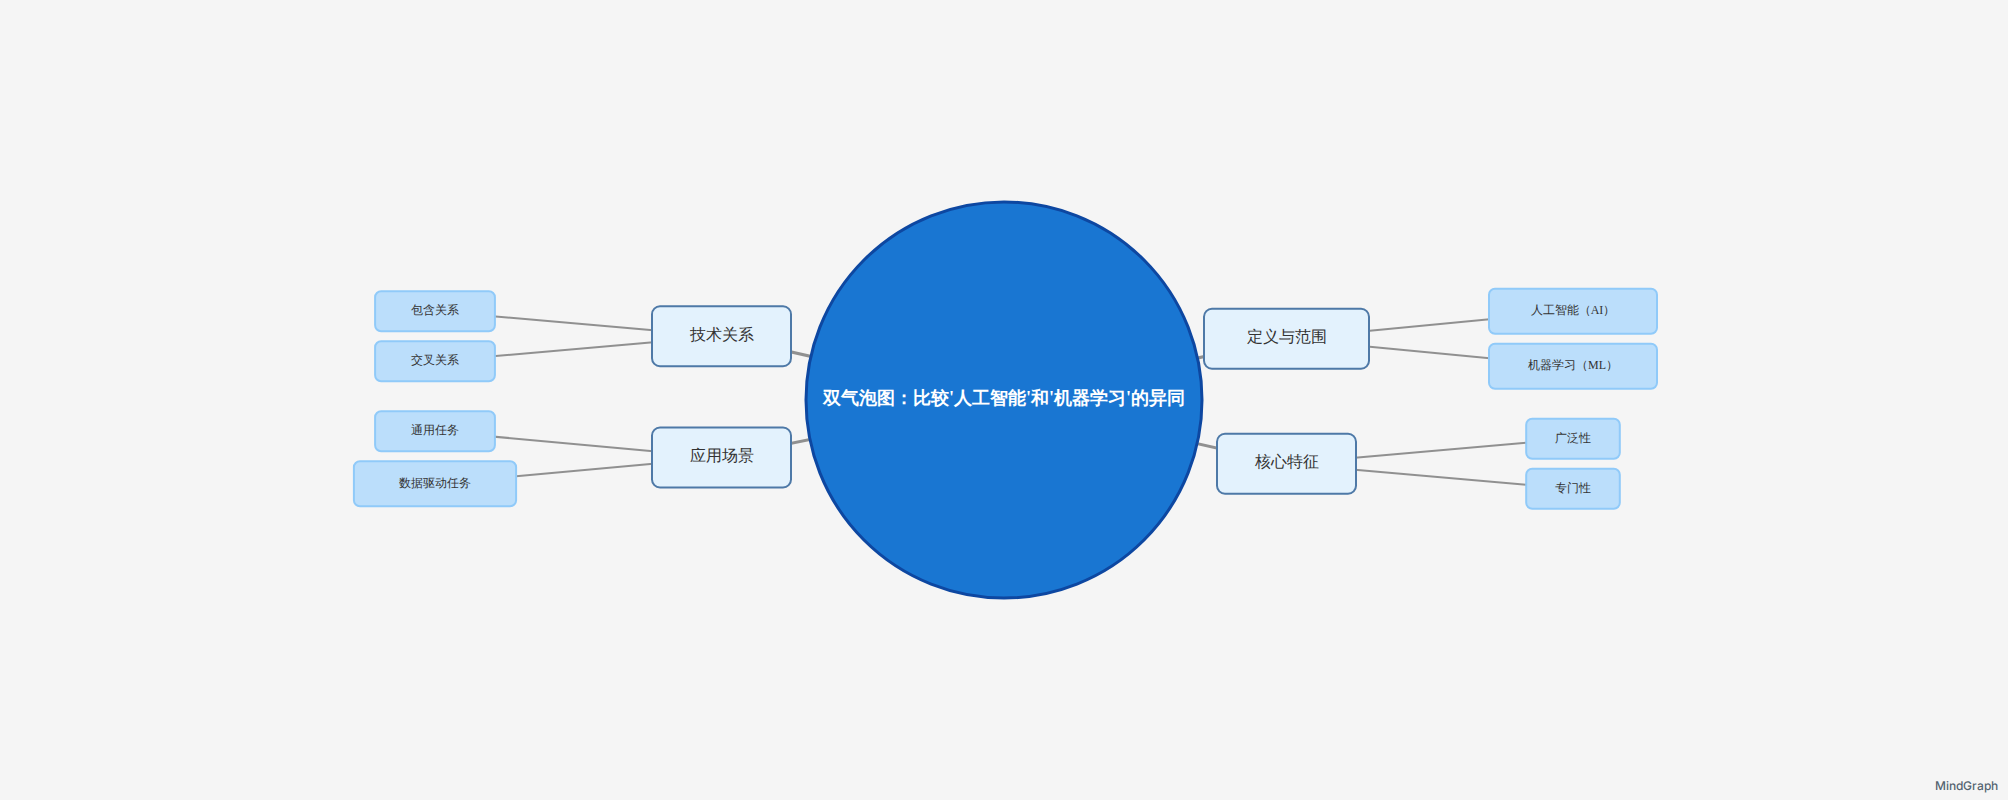 双气泡图：比较'人工智能'和'机器学习'的异同
技术关系
包含关系
交叉关系
应用场景
通用任务
数据驱动任务
定义与范围
人工智能（AI）
机器学习（ML）
核心特征
广泛性
专门性
MindGraph